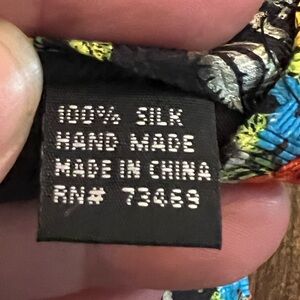 100% SILK
HAND MADE
MADE IN CHINA
RN# 73469